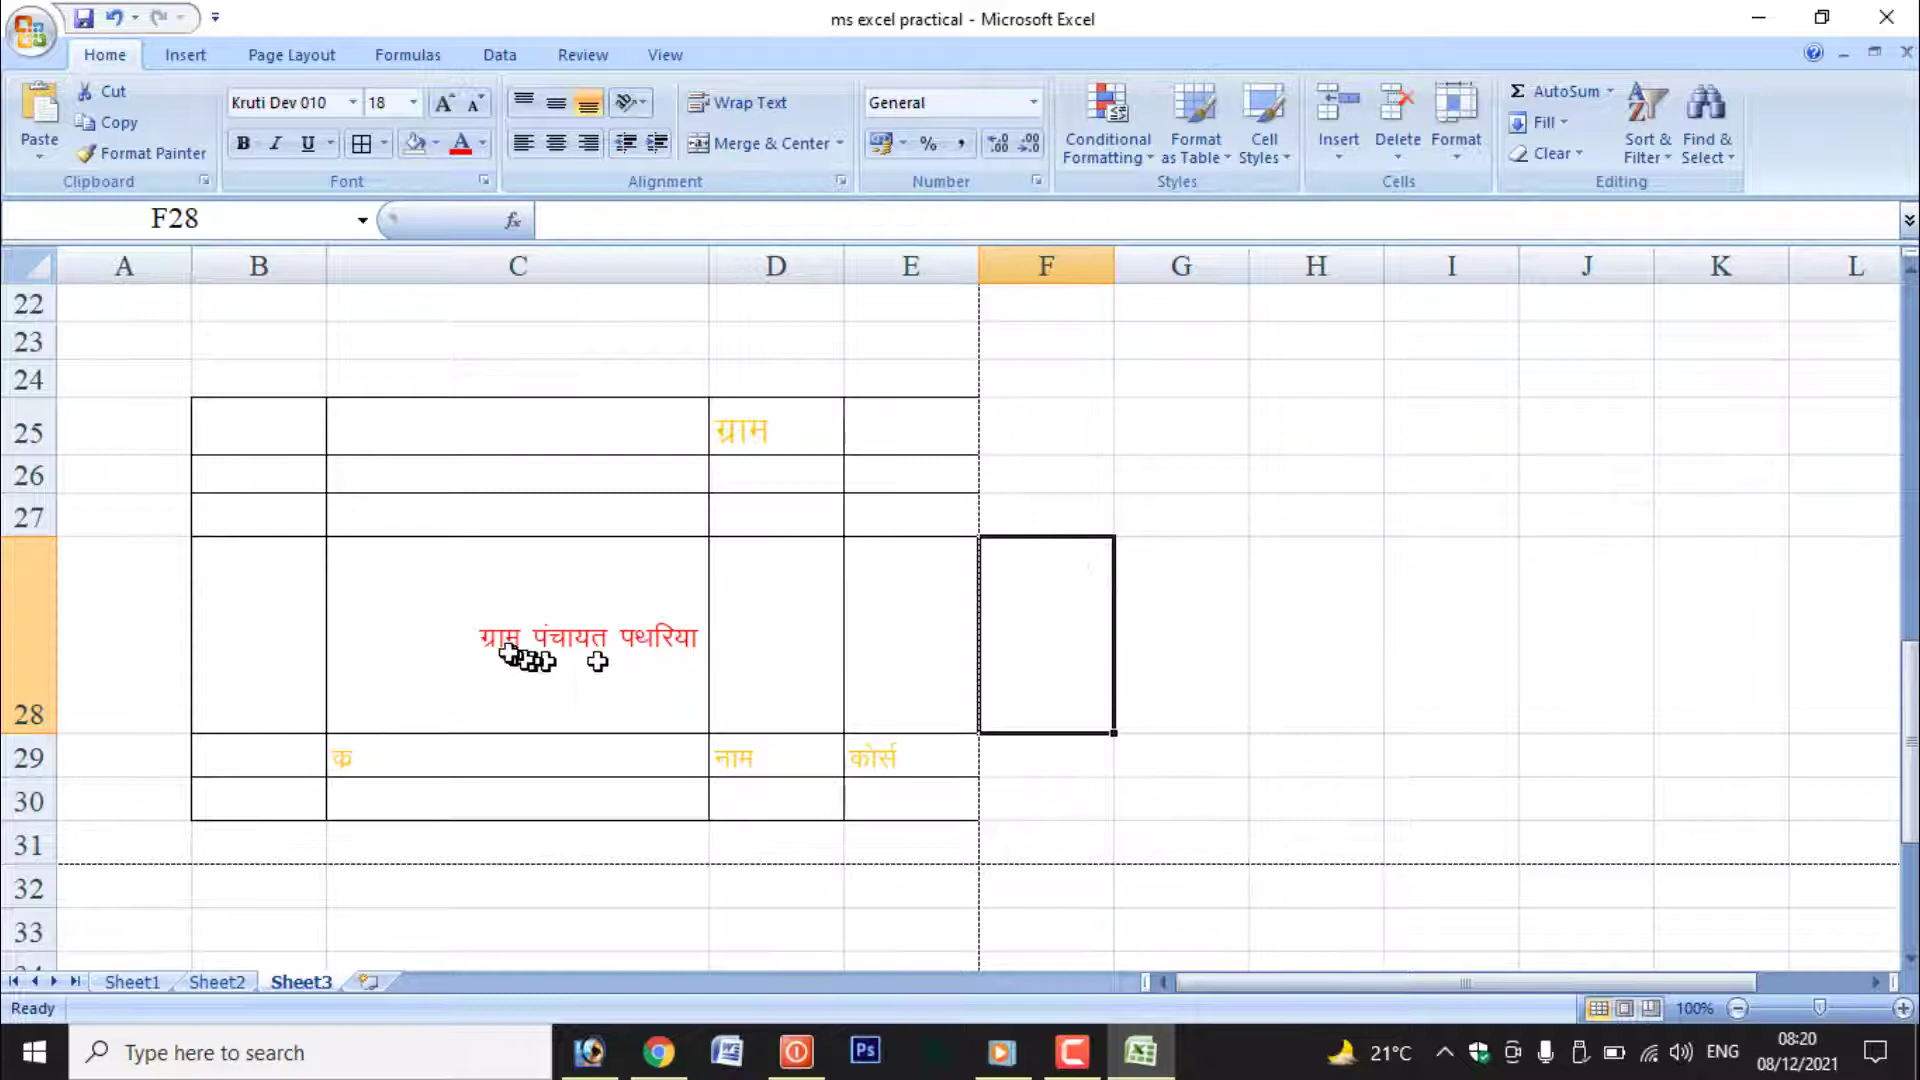 ms excel practical - Microsoft Excel
Home Insert Page Layout Formulas Data Review View
Cut
Copy
Format Painter
Paste
Clipboard
Kruti Dev 010 18
B I U
Font
Wrap Text
Merge & Center
Alignment
General
% ,
Number
Conditional Formatting
Format as Table
Cell Styles
Styles
Insert Delete Format
Cells
AutoSum
Fill
Clear
Sort & Filter
Find & Select
Editing
F28 fx
A B C D E F G H I J K L
22
23
24
25 ग्राम
26
27
28 ग्राम पंचायत पथरिया
29 क्र नाम कोर्स
30
31
32
33
Sheet1 Sheet2 Sheet3
Ready 100%
Type here to search
Ps
21°C ENG
08:20
08/12/2021